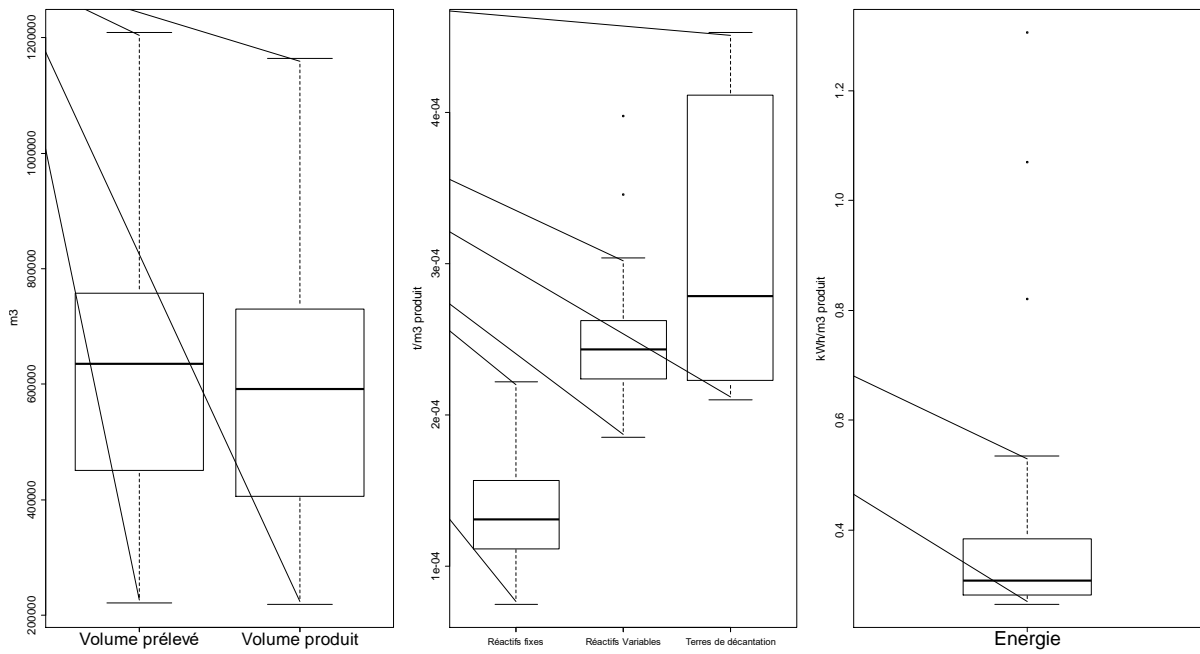 m3
1200000
1000000
800000
600000
400000
200000
Volume prélevé
Volume produit
t/m3 produit
4e-04
3e-04
2e-04
1e-04
Réactifs fixes
Réactifs Variables
Terres de décantation
kWh/m3 produit
1.2
1.0
0.8
0.6
0.4
Energie